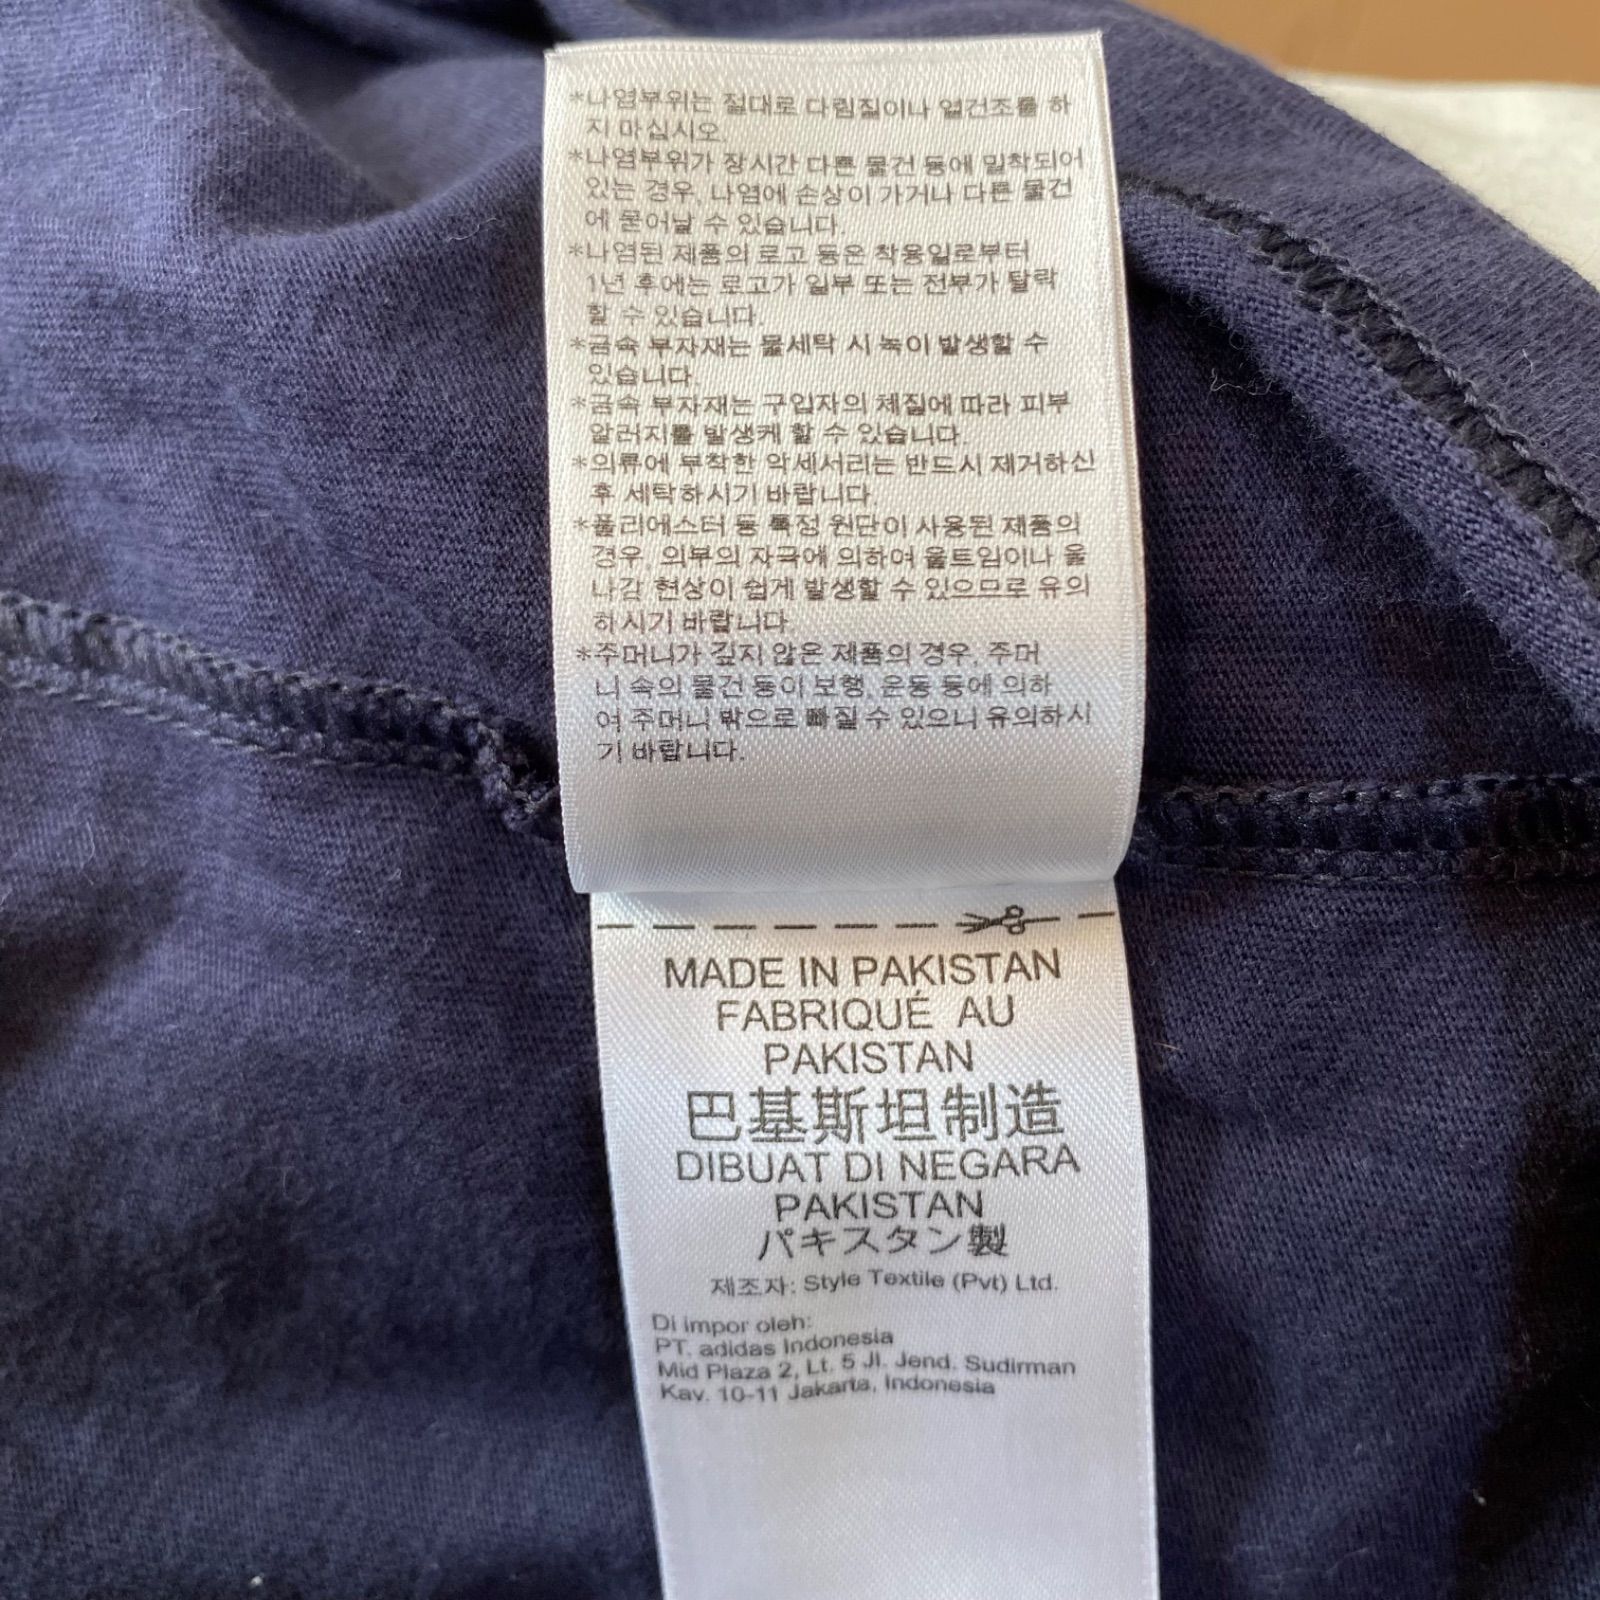 *나염부위는 절대로 다림질이나 열건조를 하
지 마십시오.
*나염부위가 장시간 다른 물건 등에 밀착되어
있는 경우, 나염에 손상이 가거나 다른 물건
에 묻어날 수 있습니다.
*나염된 제품의 로고 등은 착용일로부터
1년 후에는 로고가 일부 또는 전부가 탈락
할 수 있습니다.
*금속 부자재는 물세탁 시 녹이 발생할 수
있습니다.
*금속 부자재는 구입자의 체질에 따라 피부
알러지를 발생케 할 수 있습니다.
*의류에 부착한 악세서리는 반드시 제거하신
후 세탁하시기 바랍니다.
*폴리에스터 등 특정 원단이 사용된 제품의
경우, 의부의 자극에 의하여 올트임이나 올
나감 현상이 쉽게 발생할 수 있으므로 유의
하시기 바랍니다.
*주머니가 깊지 않은 제품의 경우, 주머
니 속의 물건 등이 보행, 운동 등에 의하
여 주머니 밖으로 빠질 수 있으니 유의하시
기 바랍니다.
MADE IN PAKISTAN
FABRIQUÉ AU
PAKISTAN
巴基斯坦制造
DIBUAT DI NEGARA
PAKISTAN
パキスタン製
제조자: Style Textile (Pvt) Ltd.
Di impor oleh:
PT. adidas Indonesia
Mid Plaza 2, Lt. 5 Jl. Jend. Sudirman
Kav. 10-11 Jakarta, Indonesia